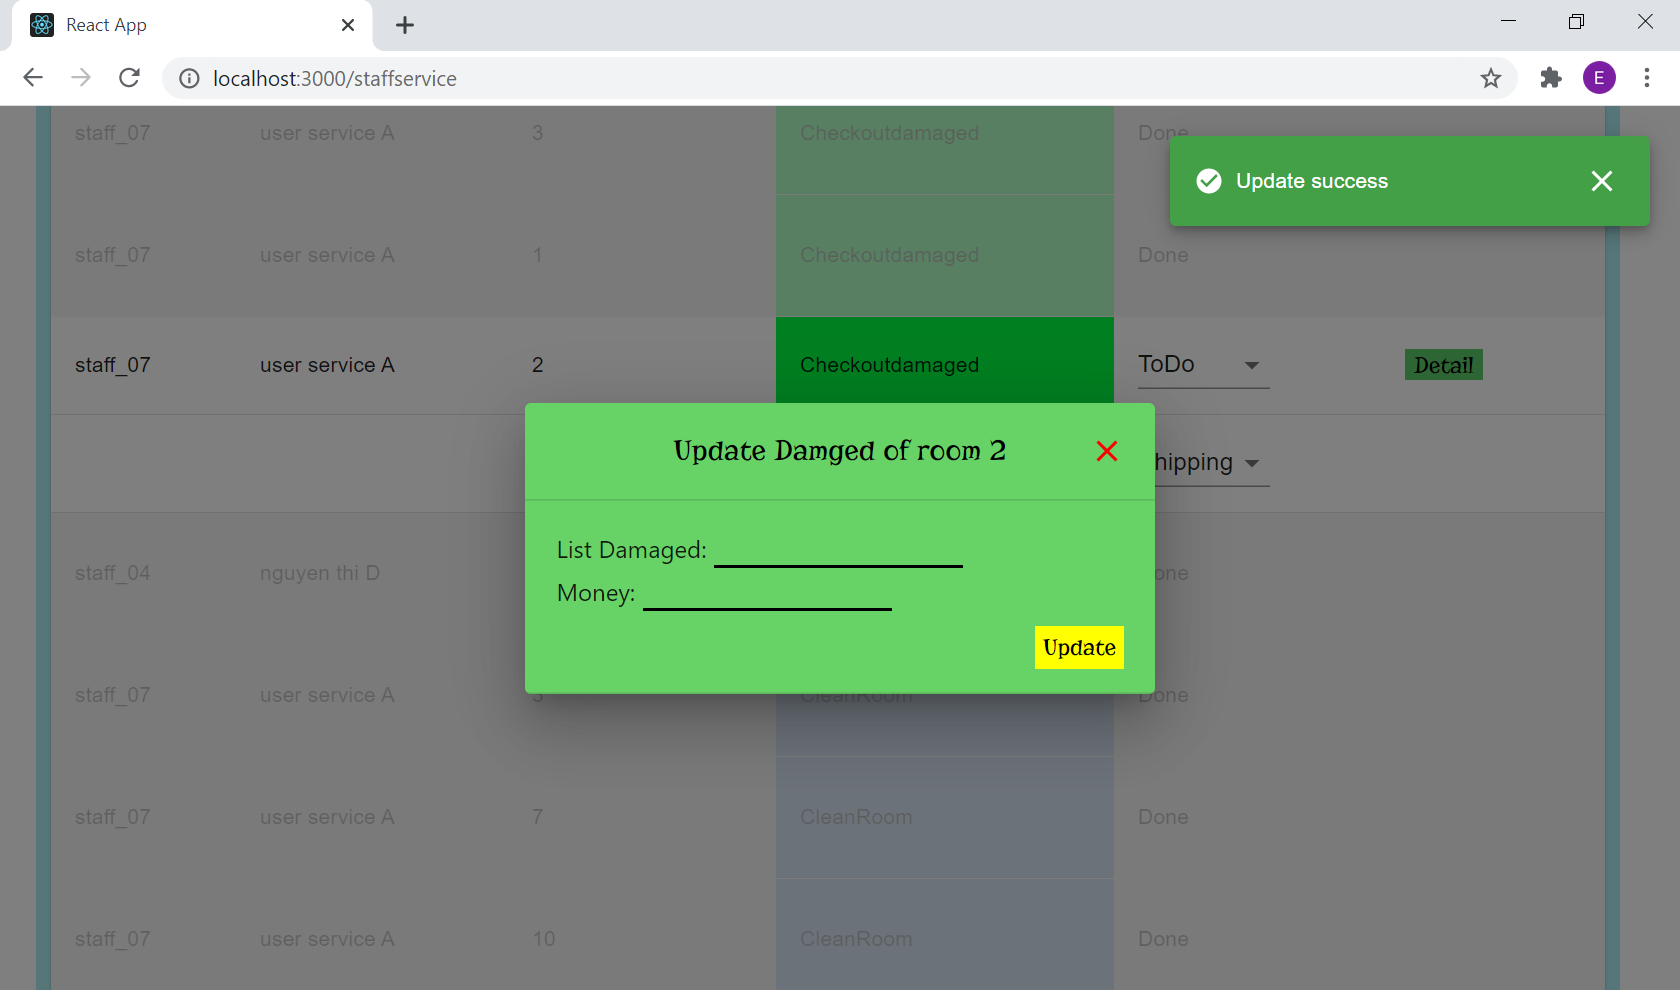 React App
localhost:3000/staffservice
E
staff_07 user service A 3 Checkoutdamaged Done
Update success
staff_07 user service A 1 Checkoutdamaged Done
staff_07 user service A 2 Checkoutdamaged ToDo Detail
Update Damged of room 2
hipping
List Damaged:
staff_04 nguyen thi D one
Money:
Update
staff_07 user service A 3 CleanRoom Done
staff_07 user service A 7 CleanRoom Done
staff_07 user service A 10 CleanRoom Done